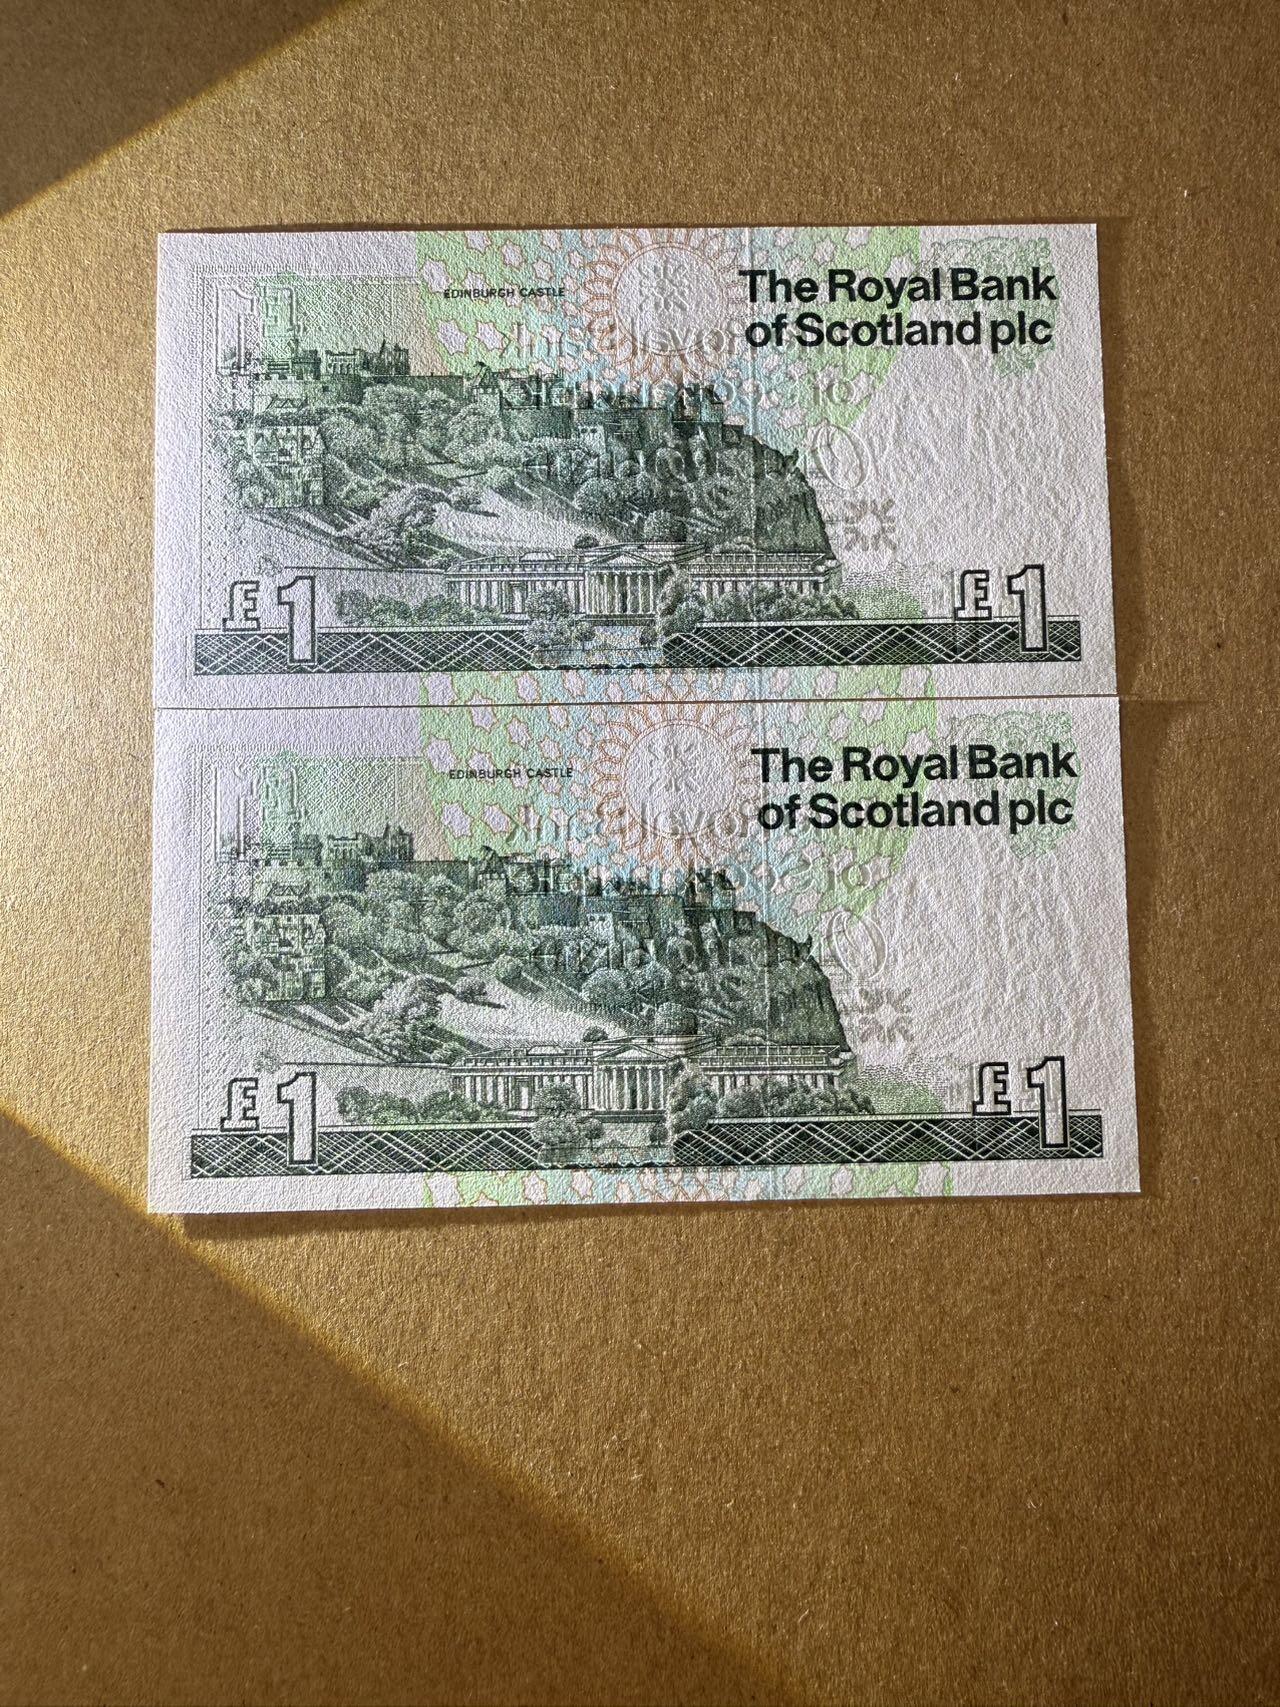 EDINBURGH CASTLE
The Royal Bank
of Scotland plc
£1 £1
EDINBURGH CASTLE
The Royal Bank
of Scotland plc
£1 £1